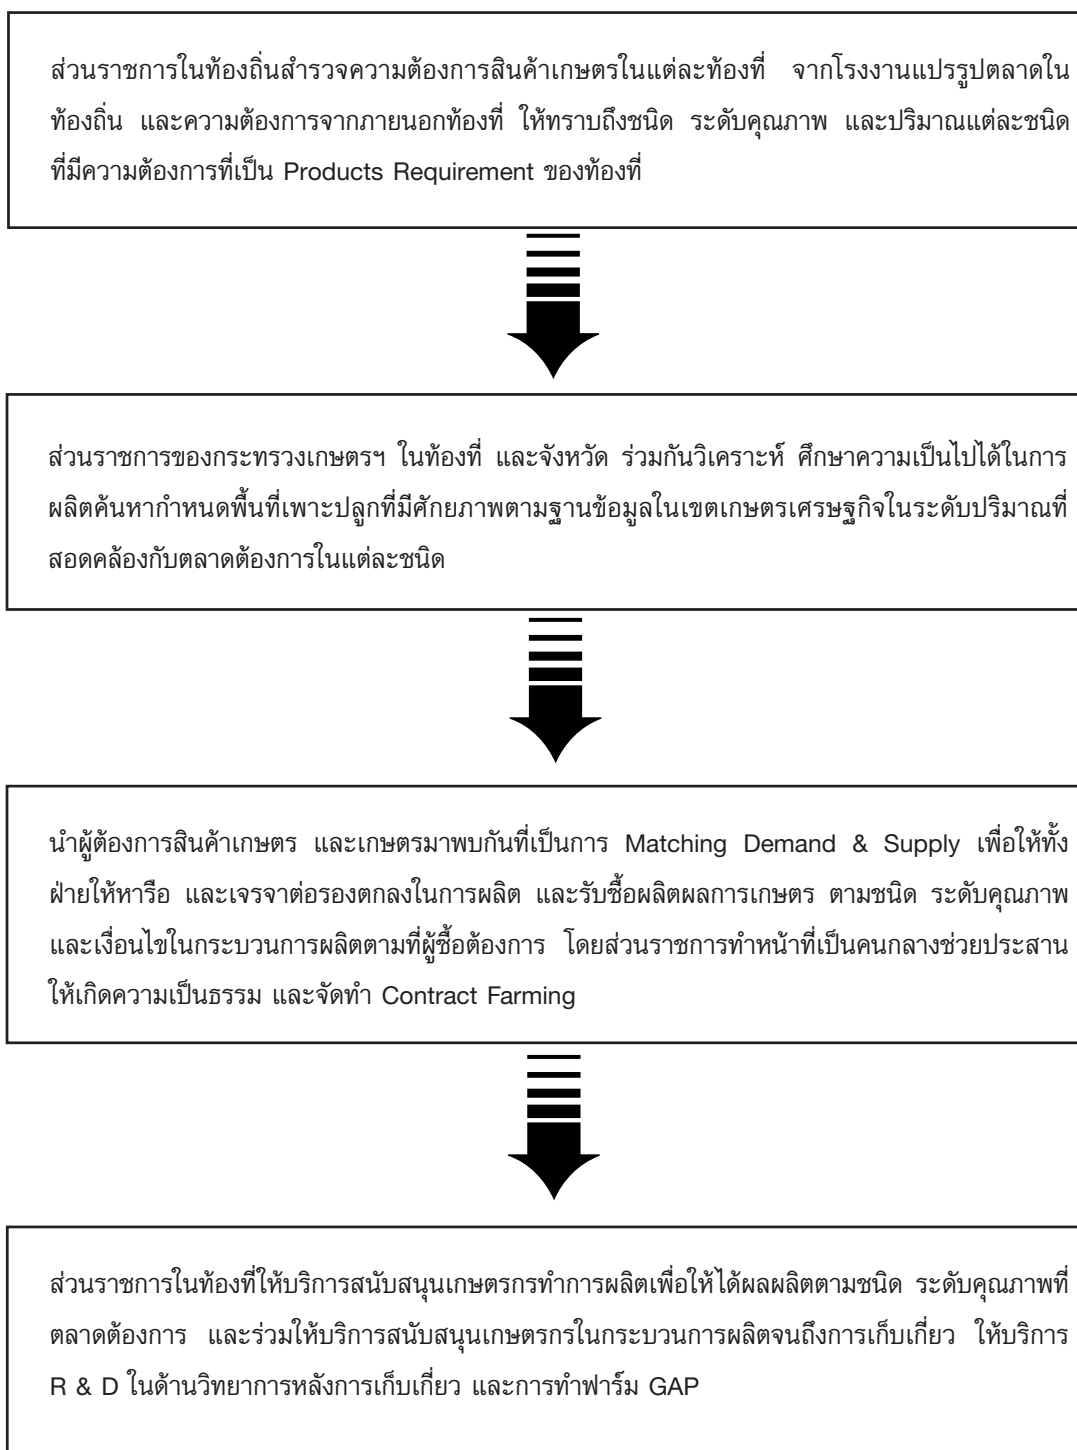 ส่วนราชการในท้องถิ่นสำรวจความต้องการสินค้าเกษตรในแต่ละท้องที่ จากโรงงานแปรรูปตลาดใน
ท้องถิ่น และความต้องการจากภายนอกท้องที่ ให้ทราบถึงชนิด ระดับคุณภาพ และปริมาณแต่ละชนิด
ที่มีความต้องการที่เป็น Products Requirement ของท้องที่
ส่วนราชการของกระทรวงเกษตรฯ ในท้องที่ และจังหวัด ร่วมกันวิเคราะห์ ศึกษาความเป็นไปได้ในการ
ผลิตค้นหากำหนดพื้นที่เพาะปลูกที่มีศักยภาพตามฐานข้อมูลในเขตเกษตรเศรษฐกิจในระดับปริมาณที่
สอดคล้องกับตลาดต้องการในแต่ละชนิด
นำผู้ต้องการสินค้าเกษตร และเกษตรมาพบกันที่เป็นการ Matching Demand & Supply เพื่อให้ทั้ง
ฝ่ายให้หารือ และเจรจาต่อรองตกลงในการผลิต และรับซื้อผลิตผลการเกษตร ตามชนิด ระดับคุณภาพ
และเงื่อนไขในกระบวนการผลิตตามที่ผู้ซื้อต้องการ โดยส่วนราชการทำหน้าที่เป็นคนกลางช่วยประสาน
ให้เกิดความเป็นธรรม และจัดทำ Contract Farming
ส่วนราชการในท้องที่ให้บริการสนับสนุนเกษตรกรทำการผลิตเพื่อให้ได้ผลผลิตตามชนิด ระดับคุณภาพที่
ตลาดต้องการ และร่วมให้บริการสนับสนุนเกษตรกรในกระบวนการผลิตจนถึงการเก็บเกี่ยว ให้บริการ
R & D ในด้านวิทยาการหลังการเก็บเกี่ยว และการทำฟาร์ม GAP